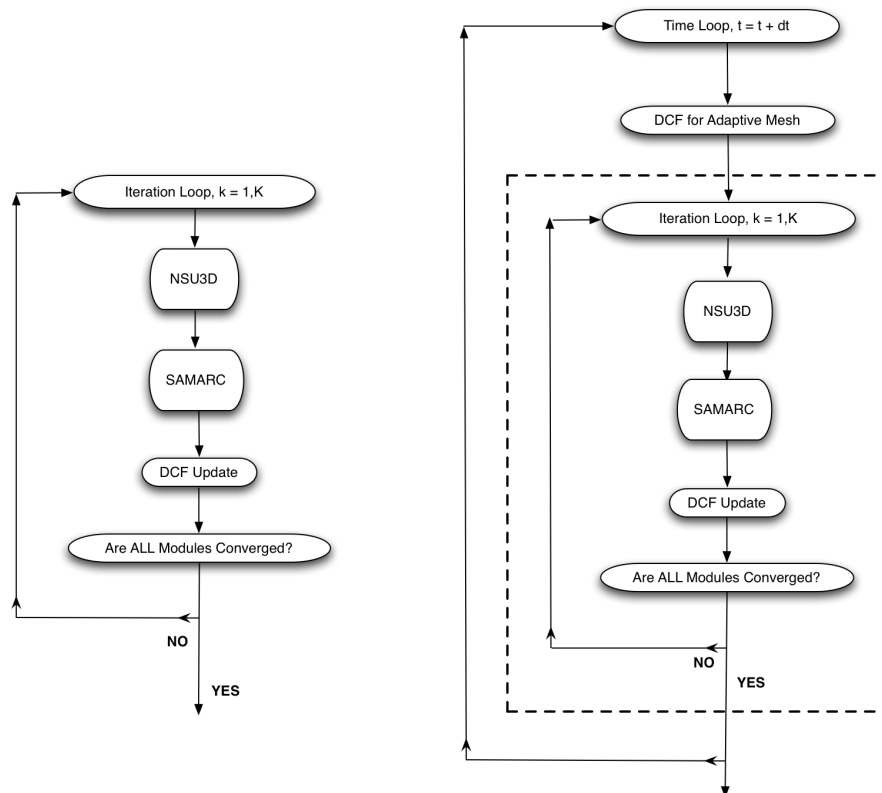 Iteration Loop, k = 1,K
NSU3D
SAMARC
DCF Update
Are ALL Modules Converged?
NO
YES
Time Loop, t = t + dt
DCF for Adaptive Mesh
Iteration Loop, k = 1,K
NSU3D
SAMARC
DCF Update
Are ALL Modules Converged?
NO
YES